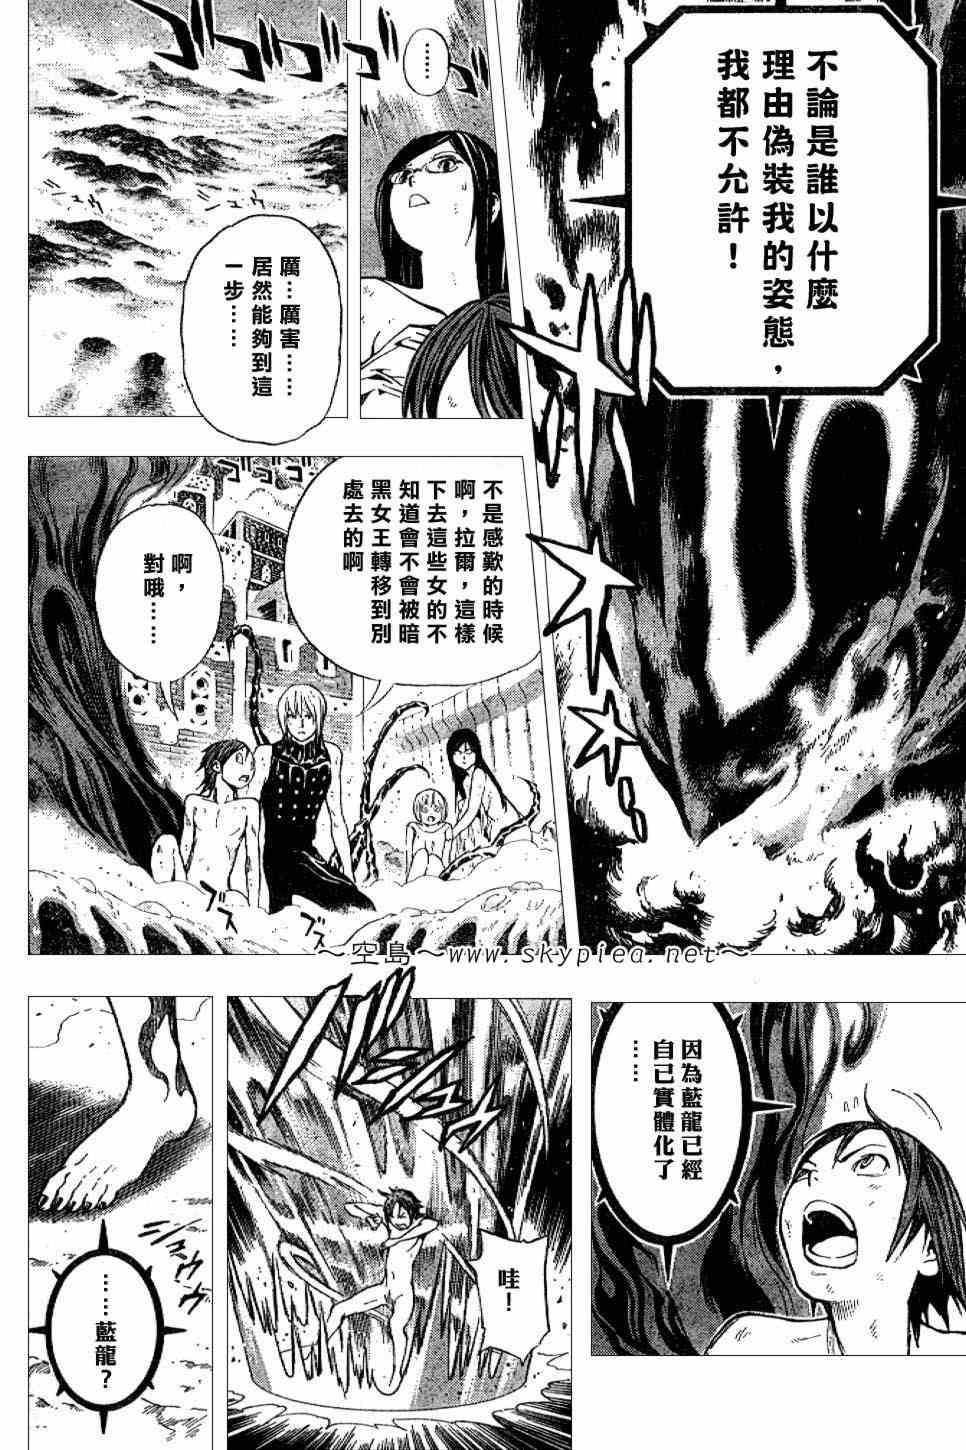 不論是誰以什麼
理由偽裝我的姿態，
我都不允許！
……
厲…厲害……
居然能夠到這
一步……
不是感歎的時候
啊，拉爾，這樣
下去這些女的不
知道會不會被暗
黑女王轉移到別
處去的啊
啊，
對哦……
～空島～www.skypiea.net～
因為藍龍已經
自己實體化了
……
哇！
……藍龍？